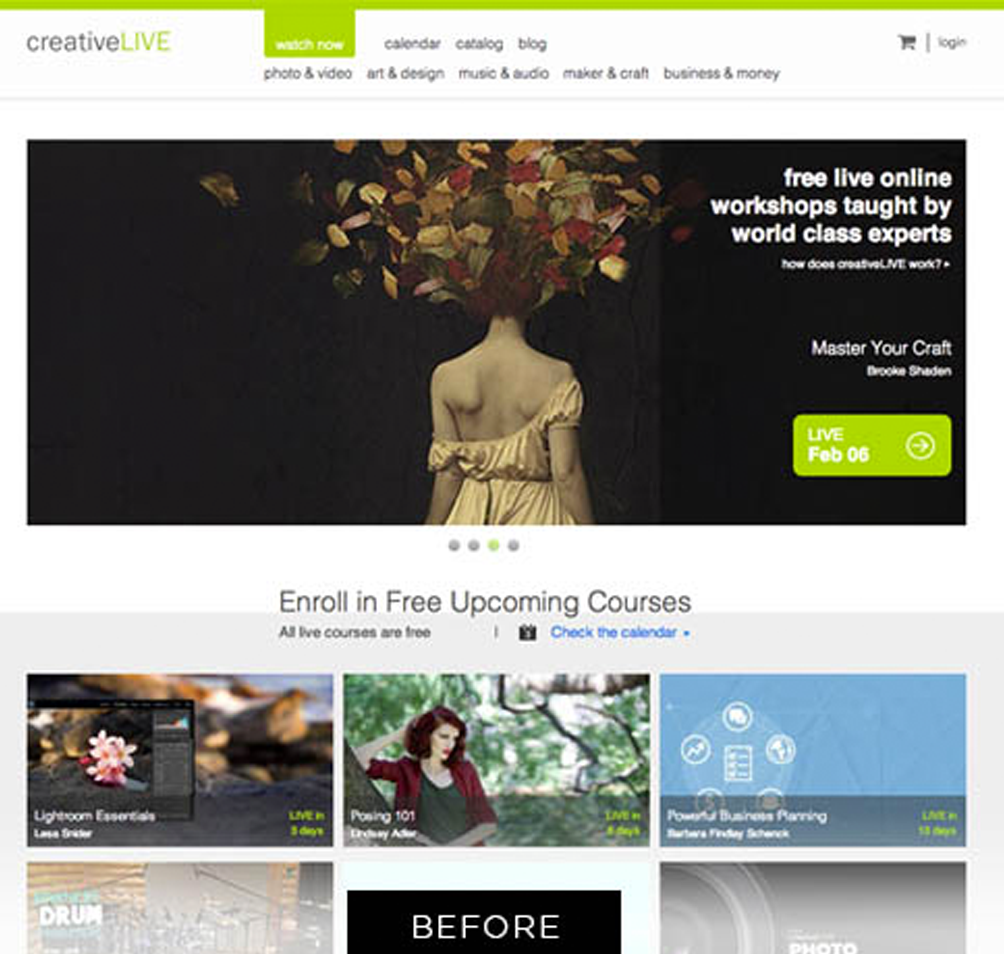 creativeLIVE
watch now calendar catalog blog
login
photo & video art & design music & audio maker & craft business & money
free live online
workshops taught by
world class experts
how does creativeLIVE work?
Master Your Craft
Brooke Shaden
LIVE
Feb 06
Enroll in Free Upcoming Courses
All live courses are free | Check the calendar
Lightroom Essentials
Lesa Snider
LIVE in
3 days
Posing 101
Lindsay Adler
LIVE in
days
Powerful Business Planning
Barbara Findlay Schenck
LIVE in
13 days
DRUM
PHOTO
BEFORE